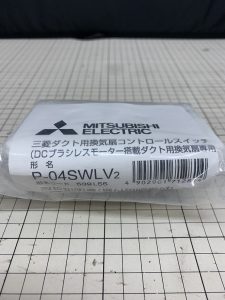 MITSUBISHI
ELECTRIC
三菱ダクト用換気扇コントロールスイッチ
(DCブラシレスモーター搭載ダクト用換気扇専用
形 名
P-04SWLV2